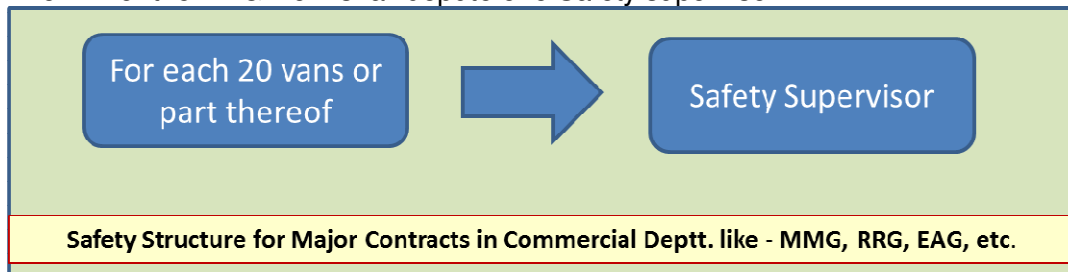 For each 20 vans or
part thereof
Safety Supervisor
Safety Structure for Major Contracts in Commercial Deptt. like - MMG, RRG, EAG, etc.